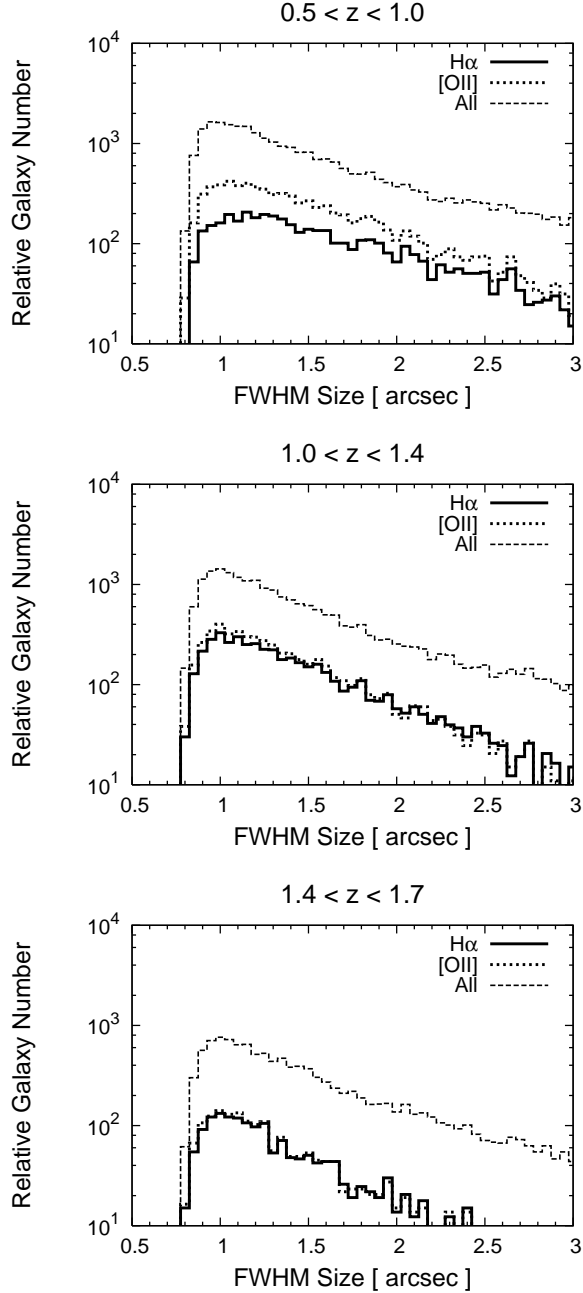 0.5 < z < 1.0
Relative Galaxy Number
10^4
10^3
10^2
10^1
Hα
[OII]
All
0.5 1 1.5 2 2.5 3
FWHM Size [ arcsec ]
1.0 < z < 1.4
Relative Galaxy Number
10^4
10^3
10^2
10^1
Hα
[OII]
All
0.5 1 1.5 2 2.5 3
FWHM Size [ arcsec ]
1.4 < z < 1.7
Relative Galaxy Number
10^4
10^3
10^2
10^1
Hα
[OII]
All
0.5 1 1.5 2 2.5 3
FWHM Size [ arcsec ]